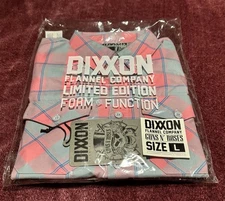 DIXXON
FLANNEL COMPANY
LIMITED EDITION
FORM - FUNCTION
DIXXON
FLANNEL COMPANY
GUNS N' ROSES
SIZE L